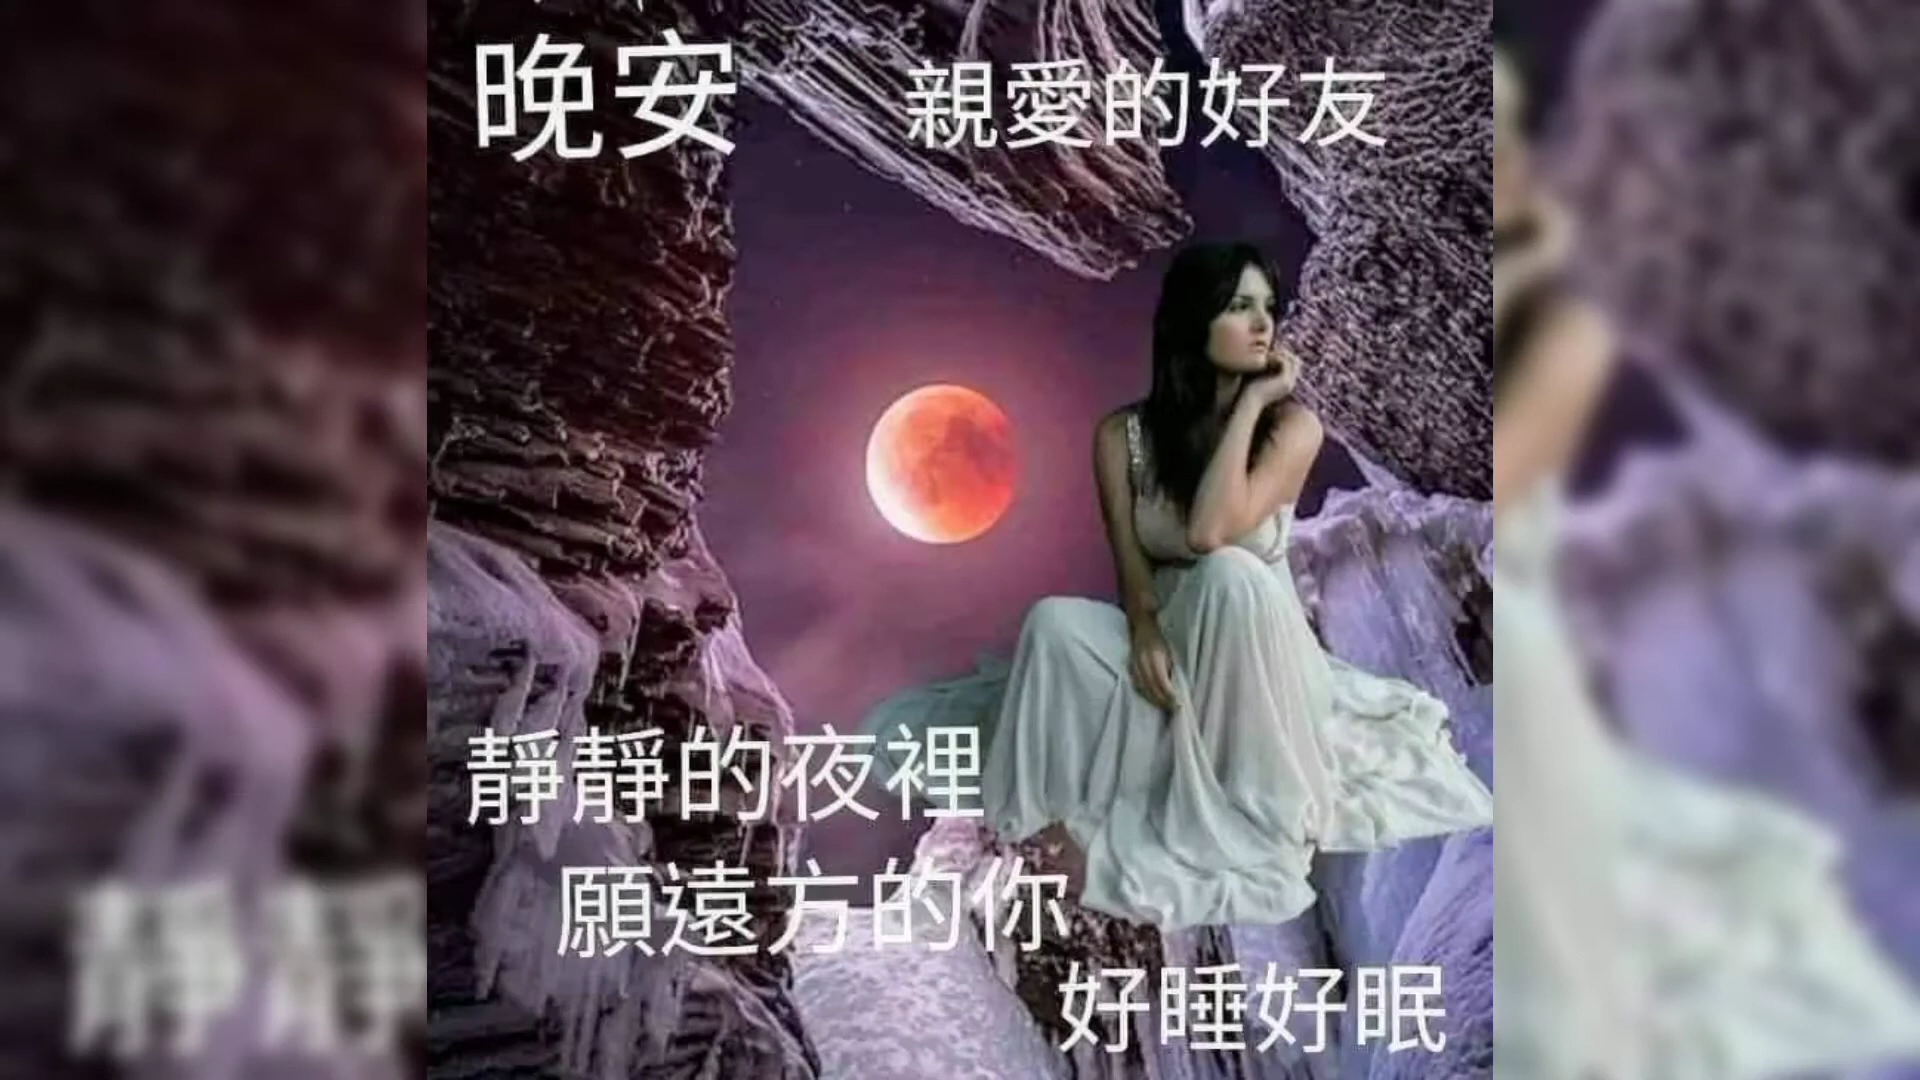 晚安 親愛的好友
靜靜的夜裡
願遠方的你
好睡好眠